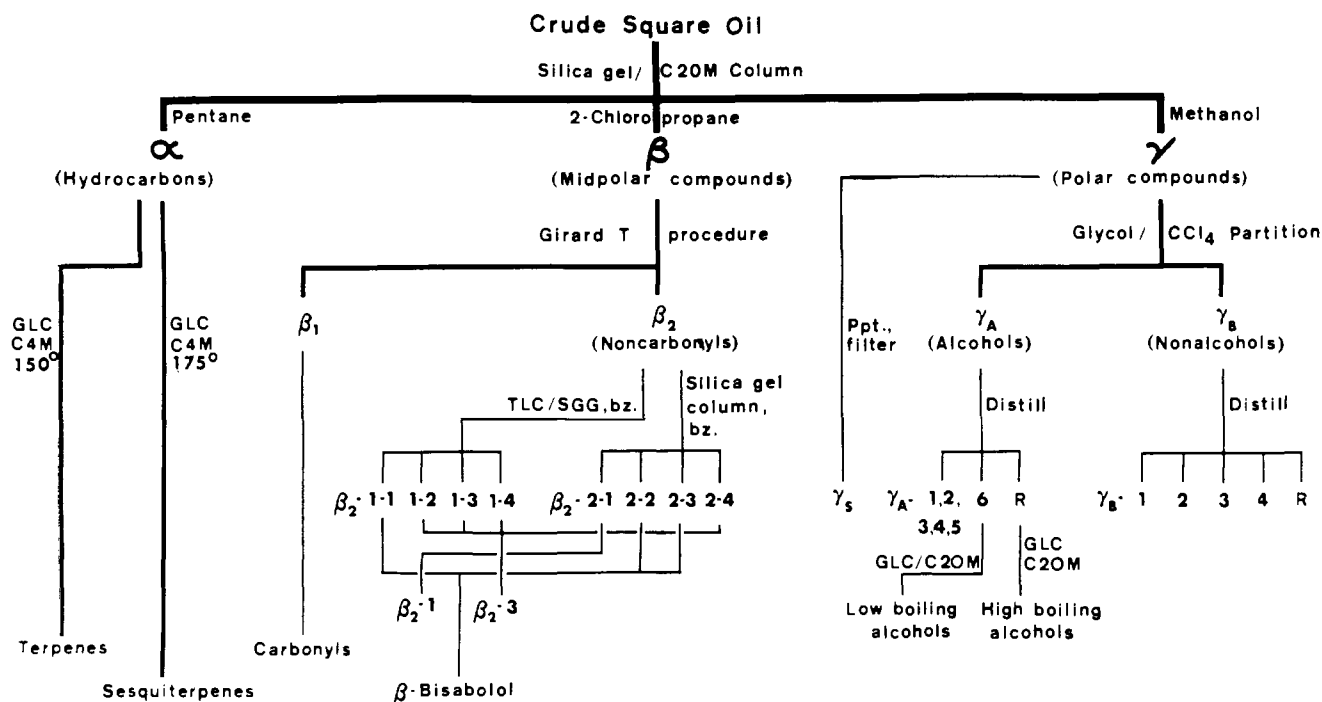 Crude Square Oil
Silica gel/ C20M Column
Pentane
2-Chloropropane
Methanol
α
β
γ
(Hydrocarbons)
(Midpolar compounds)
(Polar compounds)
Girard T procedure
Glycol/ CCl₄ Partition
GLC
C4M
150°
GLC
C4M
175°
β₁
β₂
(Noncarbonyls)
Ppt.,
filter
γA
(Alcohols)
γB
(Nonalcohols)
TLC/SGG, bz.
Silica gel
column,
bz.
Distill
Distill
β₂- 1-1 1-2 1-3 1-4
β₂- 2-1 2-2 2-3 2-4
γS
γA- 1,2, 6 R
3,4,5
γB- 1 2 3 4 R
GLC/C20M
GLC
C20M
β₂-1
β₂-3
Low boiling
alcohols
High boiling
alcohols
Terpenes
Carbonyls
Sesquiterpenes
β-Bisabolol